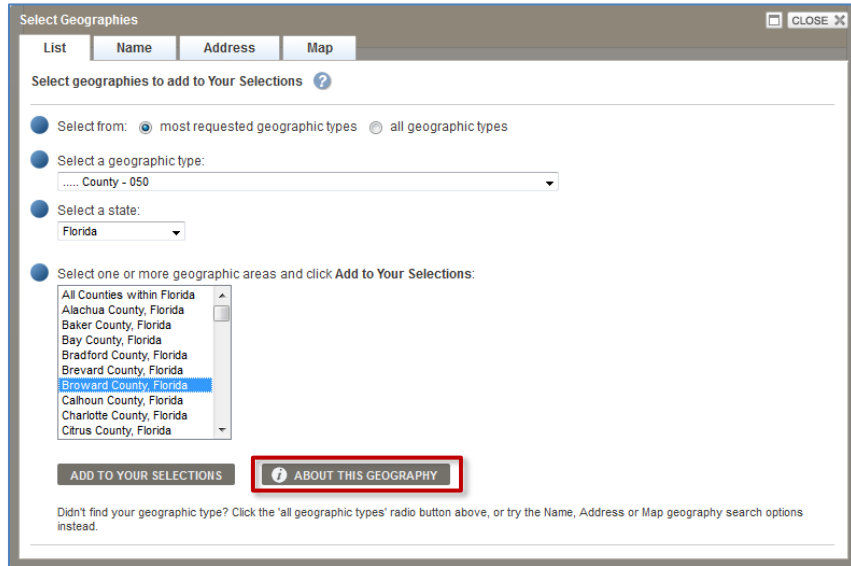 Select Geographies CLOSE X
List Name Address Map
Select geographies to add to Your Selections ?
Select from: most requested geographic types all geographic types
Select a geographic type:
..... County - 050
Select a state:
Florida
Select one or more geographic areas and click Add to Your Selections:
All Counties within Florida
Alachua County, Florida
Baker County, Florida
Bay County, Florida
Bradford County, Florida
Brevard County, Florida
Broward County, Florida
Calhoun County, Florida
Charlotte County, Florida
Citrus County, Florida
ADD TO YOUR SELECTIONS i ABOUT THIS GEOGRAPHY
Didn't find your geographic type? Click the 'all geographic types' radio button above, or try the Name, Address or Map geography search options
instead.